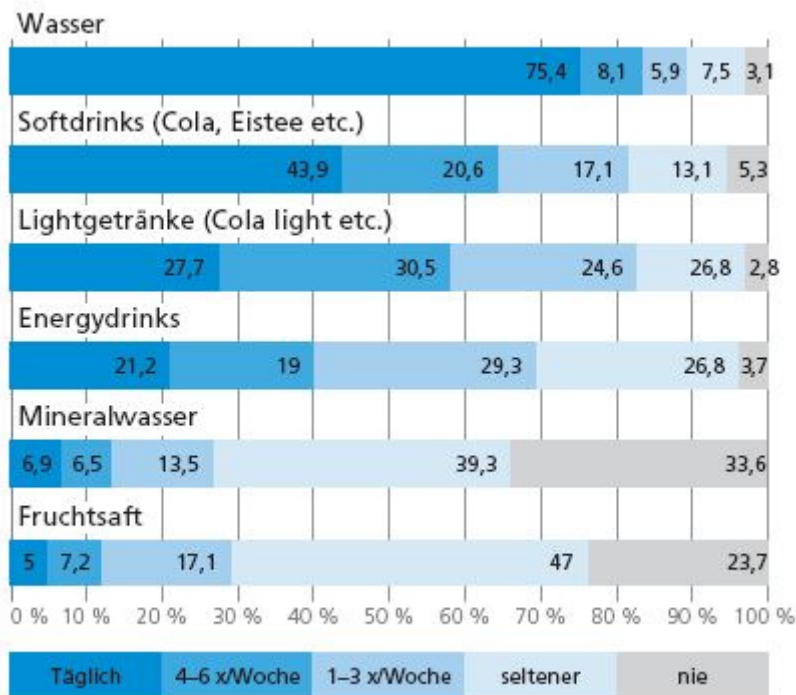 Wasser
75,4 8,1 5,9 7,5 3,1
Softdrinks (Cola, Eistee etc.)
43,9 20,6 17,1 13,1 5,3
Lightgetränke (Cola light etc.)
27,7 30,5 24,6 26,8 2,8
Energydrinks
21,2 19 29,3 26,8 3,7
Mineralwasser
6,9 6,5 13,5 39,3 33,6
Fruchtsaft
5 7,2 17,1 47 23,7
0 % 10 % 20 % 30 % 40 % 50 % 60 % 70 % 80 % 90 % 100 %
Täglich 4–6 x/Woche 1–3 x/Woche seltener nie